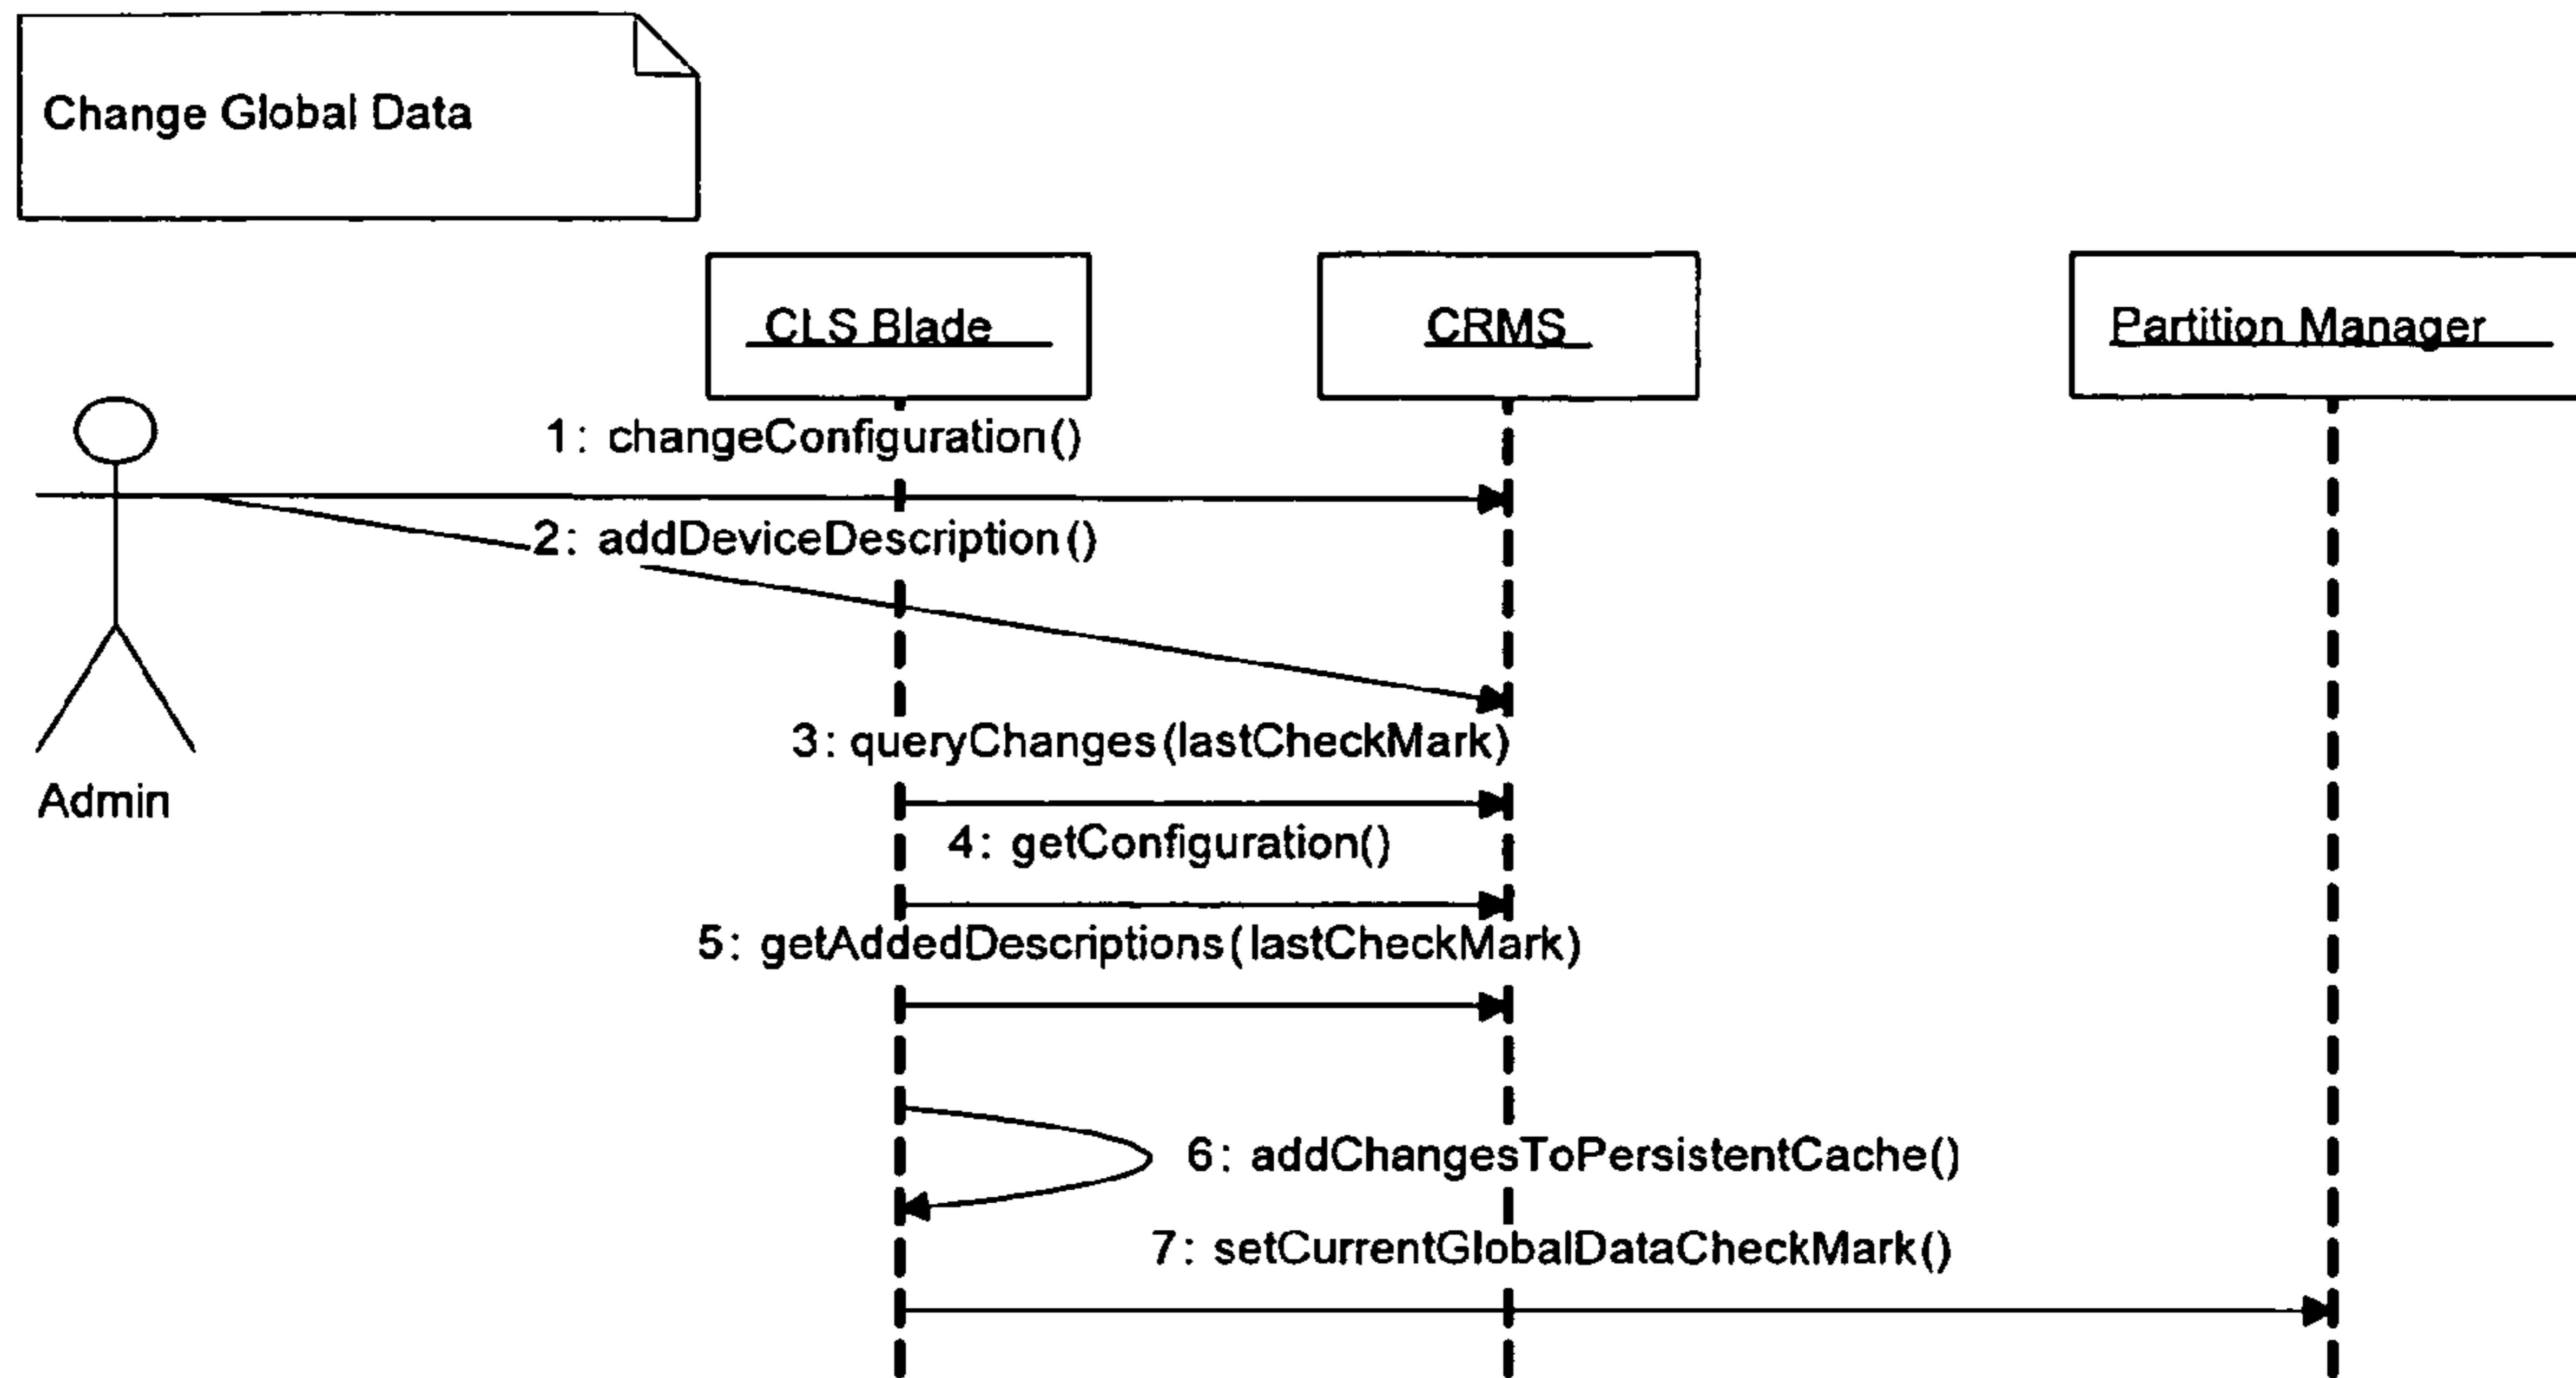 Change Global Data
CLS Blade
CRMS
Partition Manager
1: changeConfiguration()
2: addDeviceDescription()
3: queryChanges(lastCheckMark)
Admin
4: getConfiguration()
5: getAddedDescriptions(lastCheckMark)
6: addChangesToPersistentCache()
7: setCurrentGlobalDataCheckMark()